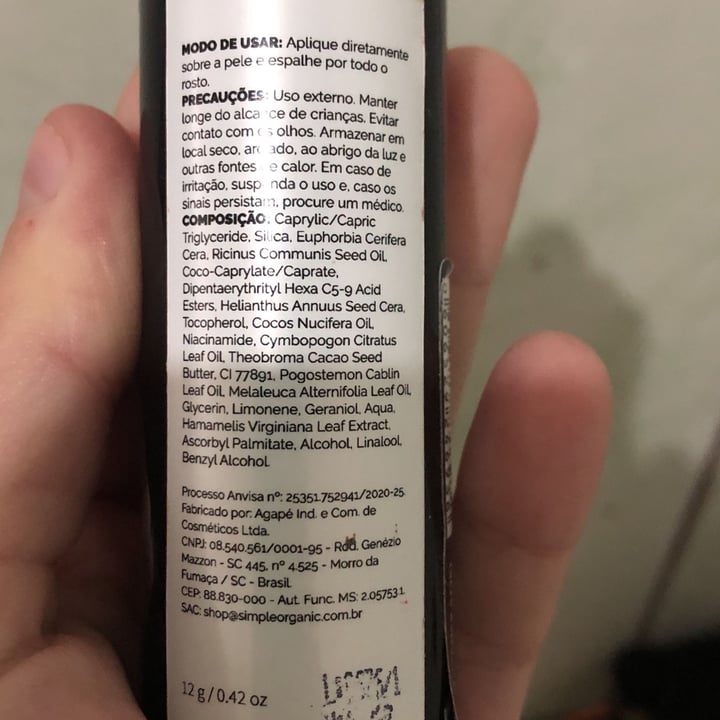 MODO DE USAR: Aplique diretamente
sobre a pele e espalhe por todo o
rosto.
PRECAUÇÕES: Uso externo. Manter
longe do alcance de crianças. Evitar
contato com os olhos. Armazenar em
local seco, arejado, ao abrigo da luz e
outras fontes de calor. Em caso de
irritação, suspenda o uso e, caso os
sinais persistam, procure um médico.
COMPOSIÇÃO: Caprylic/Capric
Triglyceride, Silica, Euphorbia Cerifera
Cera, Ricinus Communis Seed Oil,
Coco-Caprylate/Caprate,
Dipentaerythrityl Hexa C5-9 Acid
Esters, Helianthus Annuus Seed Cera,
Tocopherol, Cocos Nucifera Oil,
Niacinamide, Cymbopogon Citratus
Leaf Oil, Theobroma Cacao Seed
Butter, CI 77891, Pogostemon Cablin
Leaf Oil, Melaleuca Alternifolia Leaf Oil,
Glycerin, Limonene, Geraniol, Aqua,
Hamamelis Virginiana Leaf Extract,
Ascorbyl Palmitate, Alcohol, Linalool,
Benzyl Alcohol.
Processo Anvisa nº: 25351.752941/2020-25
Fabricado por: Agapé Ind. e Com. de
Cosméticos Ltda.
CNPJ: 08.540.561/0001-95 - Rod. Genézio
Mazzon - SC 445, nº 4.525 - Morro da
Fumaça / SC - Brasil
CEP: 88.830-000 - Aut. Func. MS: 2.05753.1
SAC: shop@simpleorganic.com.br
12 g / 0.42 oz